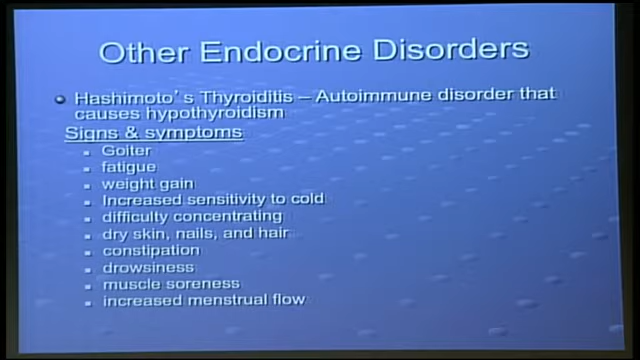 Other Endocrine Disorders
Hashimoto's Thyroiditis – Autoimmune disorder that
causes hypothyroidism
Signs & symptoms
Goiter
fatigue
weight gain
Increased sensitivity to cold
difficulty concentrating
dry skin, nails, and hair
constipation
drowsiness
muscle soreness
increased menstrual flow